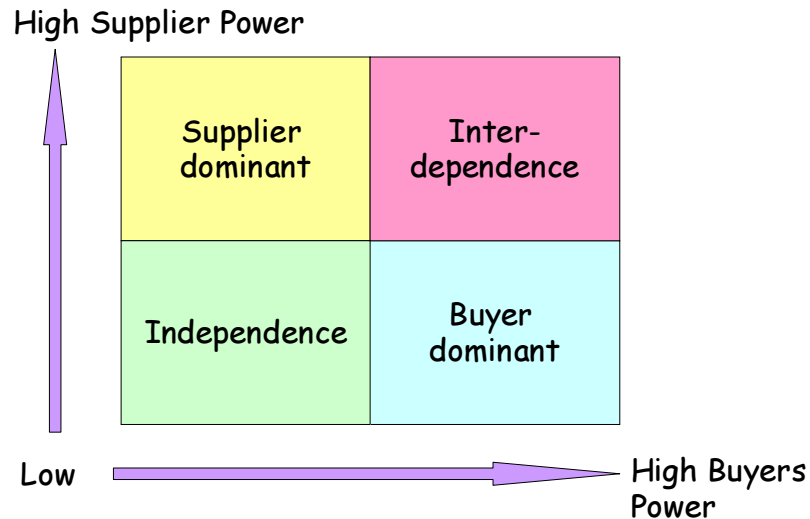 High Supplier Power
Supplier
dominant
Inter-
dependence
Independence
Buyer
dominant
Low
High Buyers
Power